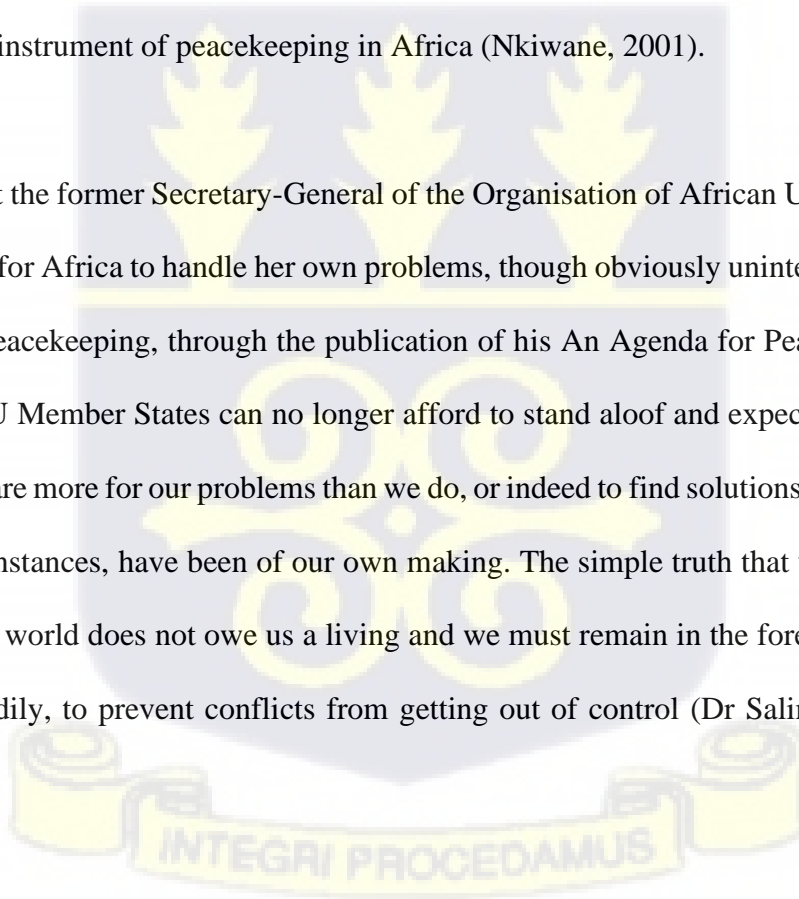 instrument of peacekeeping in Africa (Nkiwane, 2001).
the former Secretary-General of the Organisation of African U
for Africa to handle her own problems, though obviously uninte
eacekeeping, through the publication of his An Agenda for Pea
Member States can no longer afford to stand aloof and expec
are more for our problems than we do, or indeed to find solutions
nstances, have been of our own making. The simple truth that
world does not owe us a living and we must remain in the fore
dily, to prevent conflicts from getting out of control (Dr Salin
INTEGRI PROCEDAMUS